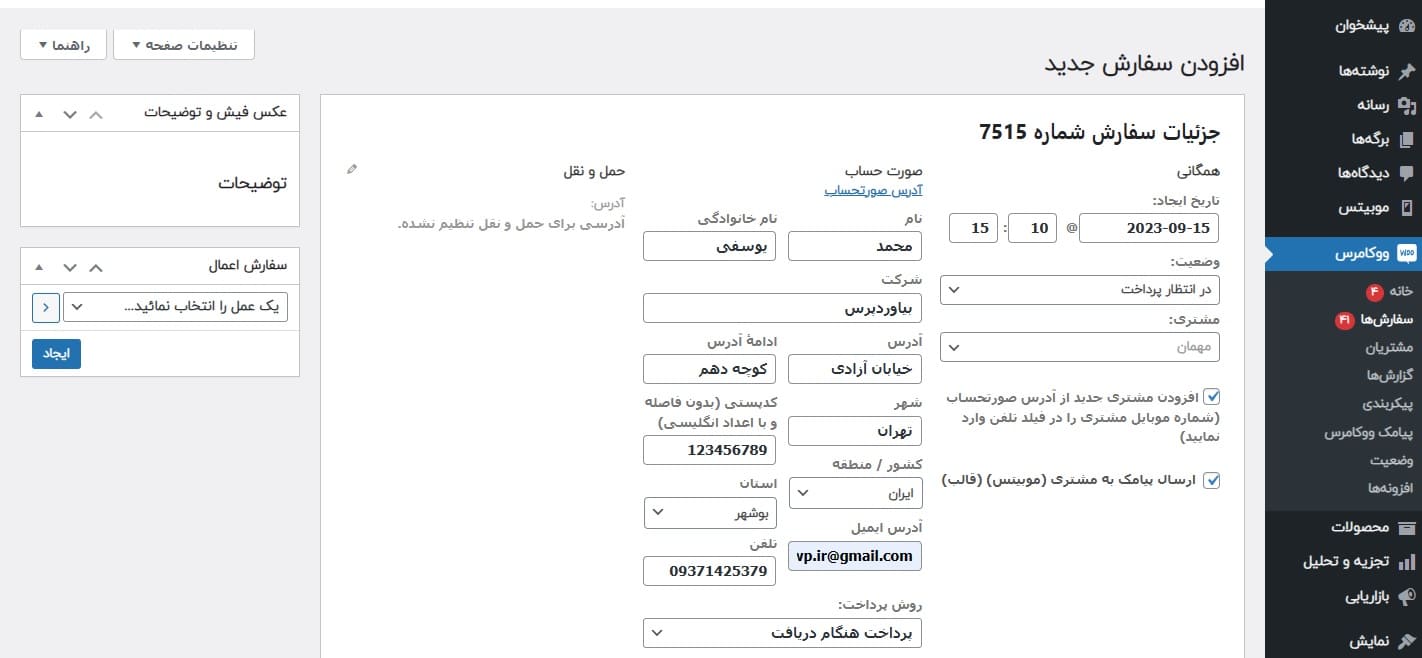 پیشخوان
نوشته‌ها
رسانه
برگه‌ها
دیدگاه‌ها
موبیتس
ووکامرس
خانه ۴
سفارش‌ها ۴۱
مشتریان
گزارش‌ها
پیکربندی
پیامک ووکامرس
وضعیت
افزونه‌ها
محصولات
تجزیه و تحلیل
بازاریابی
نمایش
تنظیمات صفحه
راهنما
افزودن سفارش جدید
جزئیات سفارش شماره 7515
همگانی
تاریخ ایجاد:
2023-09-15 @ 10 : 15
وضعیت:
در انتظار پرداخت
مشتری:
مهمان
افزودن مشتری جدید از آدرس صورتحساب
(شماره موبایل مشتری را در فیلد تلفن وارد
نمایید)
ارسال پیامک به مشتری (موبیتس) (قالب)
صورت حساب
آدرس صورتحساب
نام
محمد
نام خانوادگی
یوسفی
شرکت
بیاوردپرس
آدرس
خیابان آزادی
ادامهٔ آدرس
کوچه دهم
شهر
تهران
کدپستی (بدون فاصله
و با اعداد انگلیسی)
123456789
کشور / منطقه
ایران
استان
بوشهر
آدرس ایمیل
vp.ir@gmail.com
تلفن
09371425379
روش پرداخت:
پرداخت هنگام دریافت
حمل و نقل
آدرس:
آدرسی برای حمل و نقل تنظیم نشده.
عکس فیش و توضیحات
توضیحات
سفارش اعمال
یک عمل را انتخاب نمائید...
ایجاد